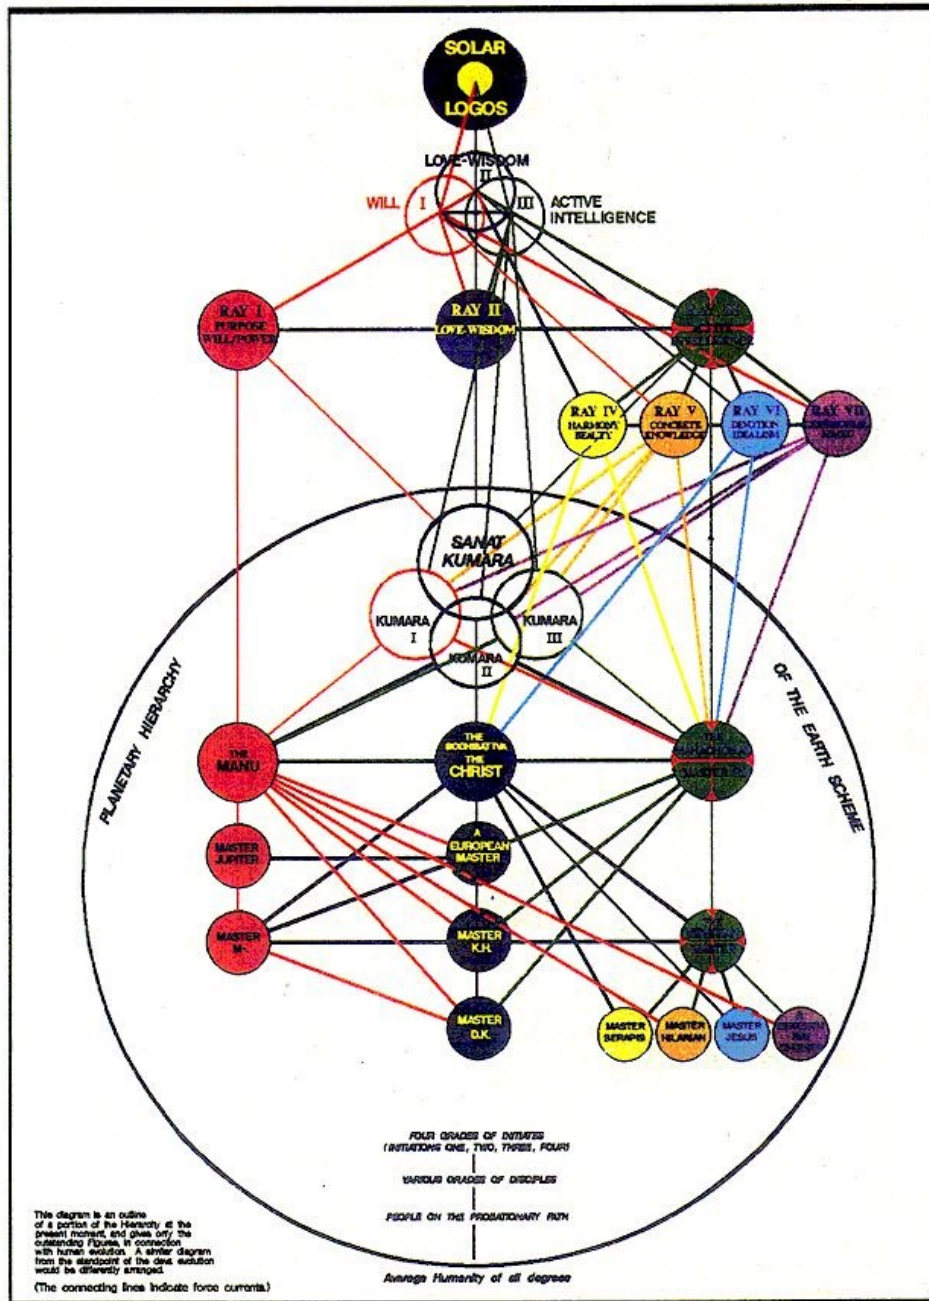 SOLAR
LOGOS
LOVE-WISDOM
II
WILL I
III ACTIVE
INTELLIGENCE
RAY I
PURPOSE
WILL/POWER
RAY II
LOVE-WISDOM
RAY IV
HARMONY
BEAUTY
RAY V
CONCRETE
KNOWLEDGE
RAY VI
DEVOTION
IDEALISM
RAY VII
SANAT
KUMARA
KUMARA
I
KUMARA
II
KUMARA
III
PLANETARY HIERARCHY
OF THE EARTH SCHEME
THE
MANU
THE
BODHISATTVA
THE
CHRIST
THE
MASTER
JUPITER
A
EUROPEAN
MASTER
MASTER
M-.
MASTER
K.H.
MASTER
D.K.
MASTER
SERAPIS
MASTER
HILARIAN
MASTER
JESUS
A
FOUR GRADES OF INITIATES
(INITIATIONS ONE, TWO, THREE, FOUR)
VARIOUS GRADES OF DISCIPLES
PEOPLE ON THE PROBATIONARY PATH
Average Humanity of all degrees
This diagram is an outline
of a portion of the Hierarchy at the
present moment, and gives only the
outstanding Figures, in connection
with human evolution. A similar diagram
from the standpoint of the deva evolution
would be differently arranged.
(The connecting lines indicate force currents.)